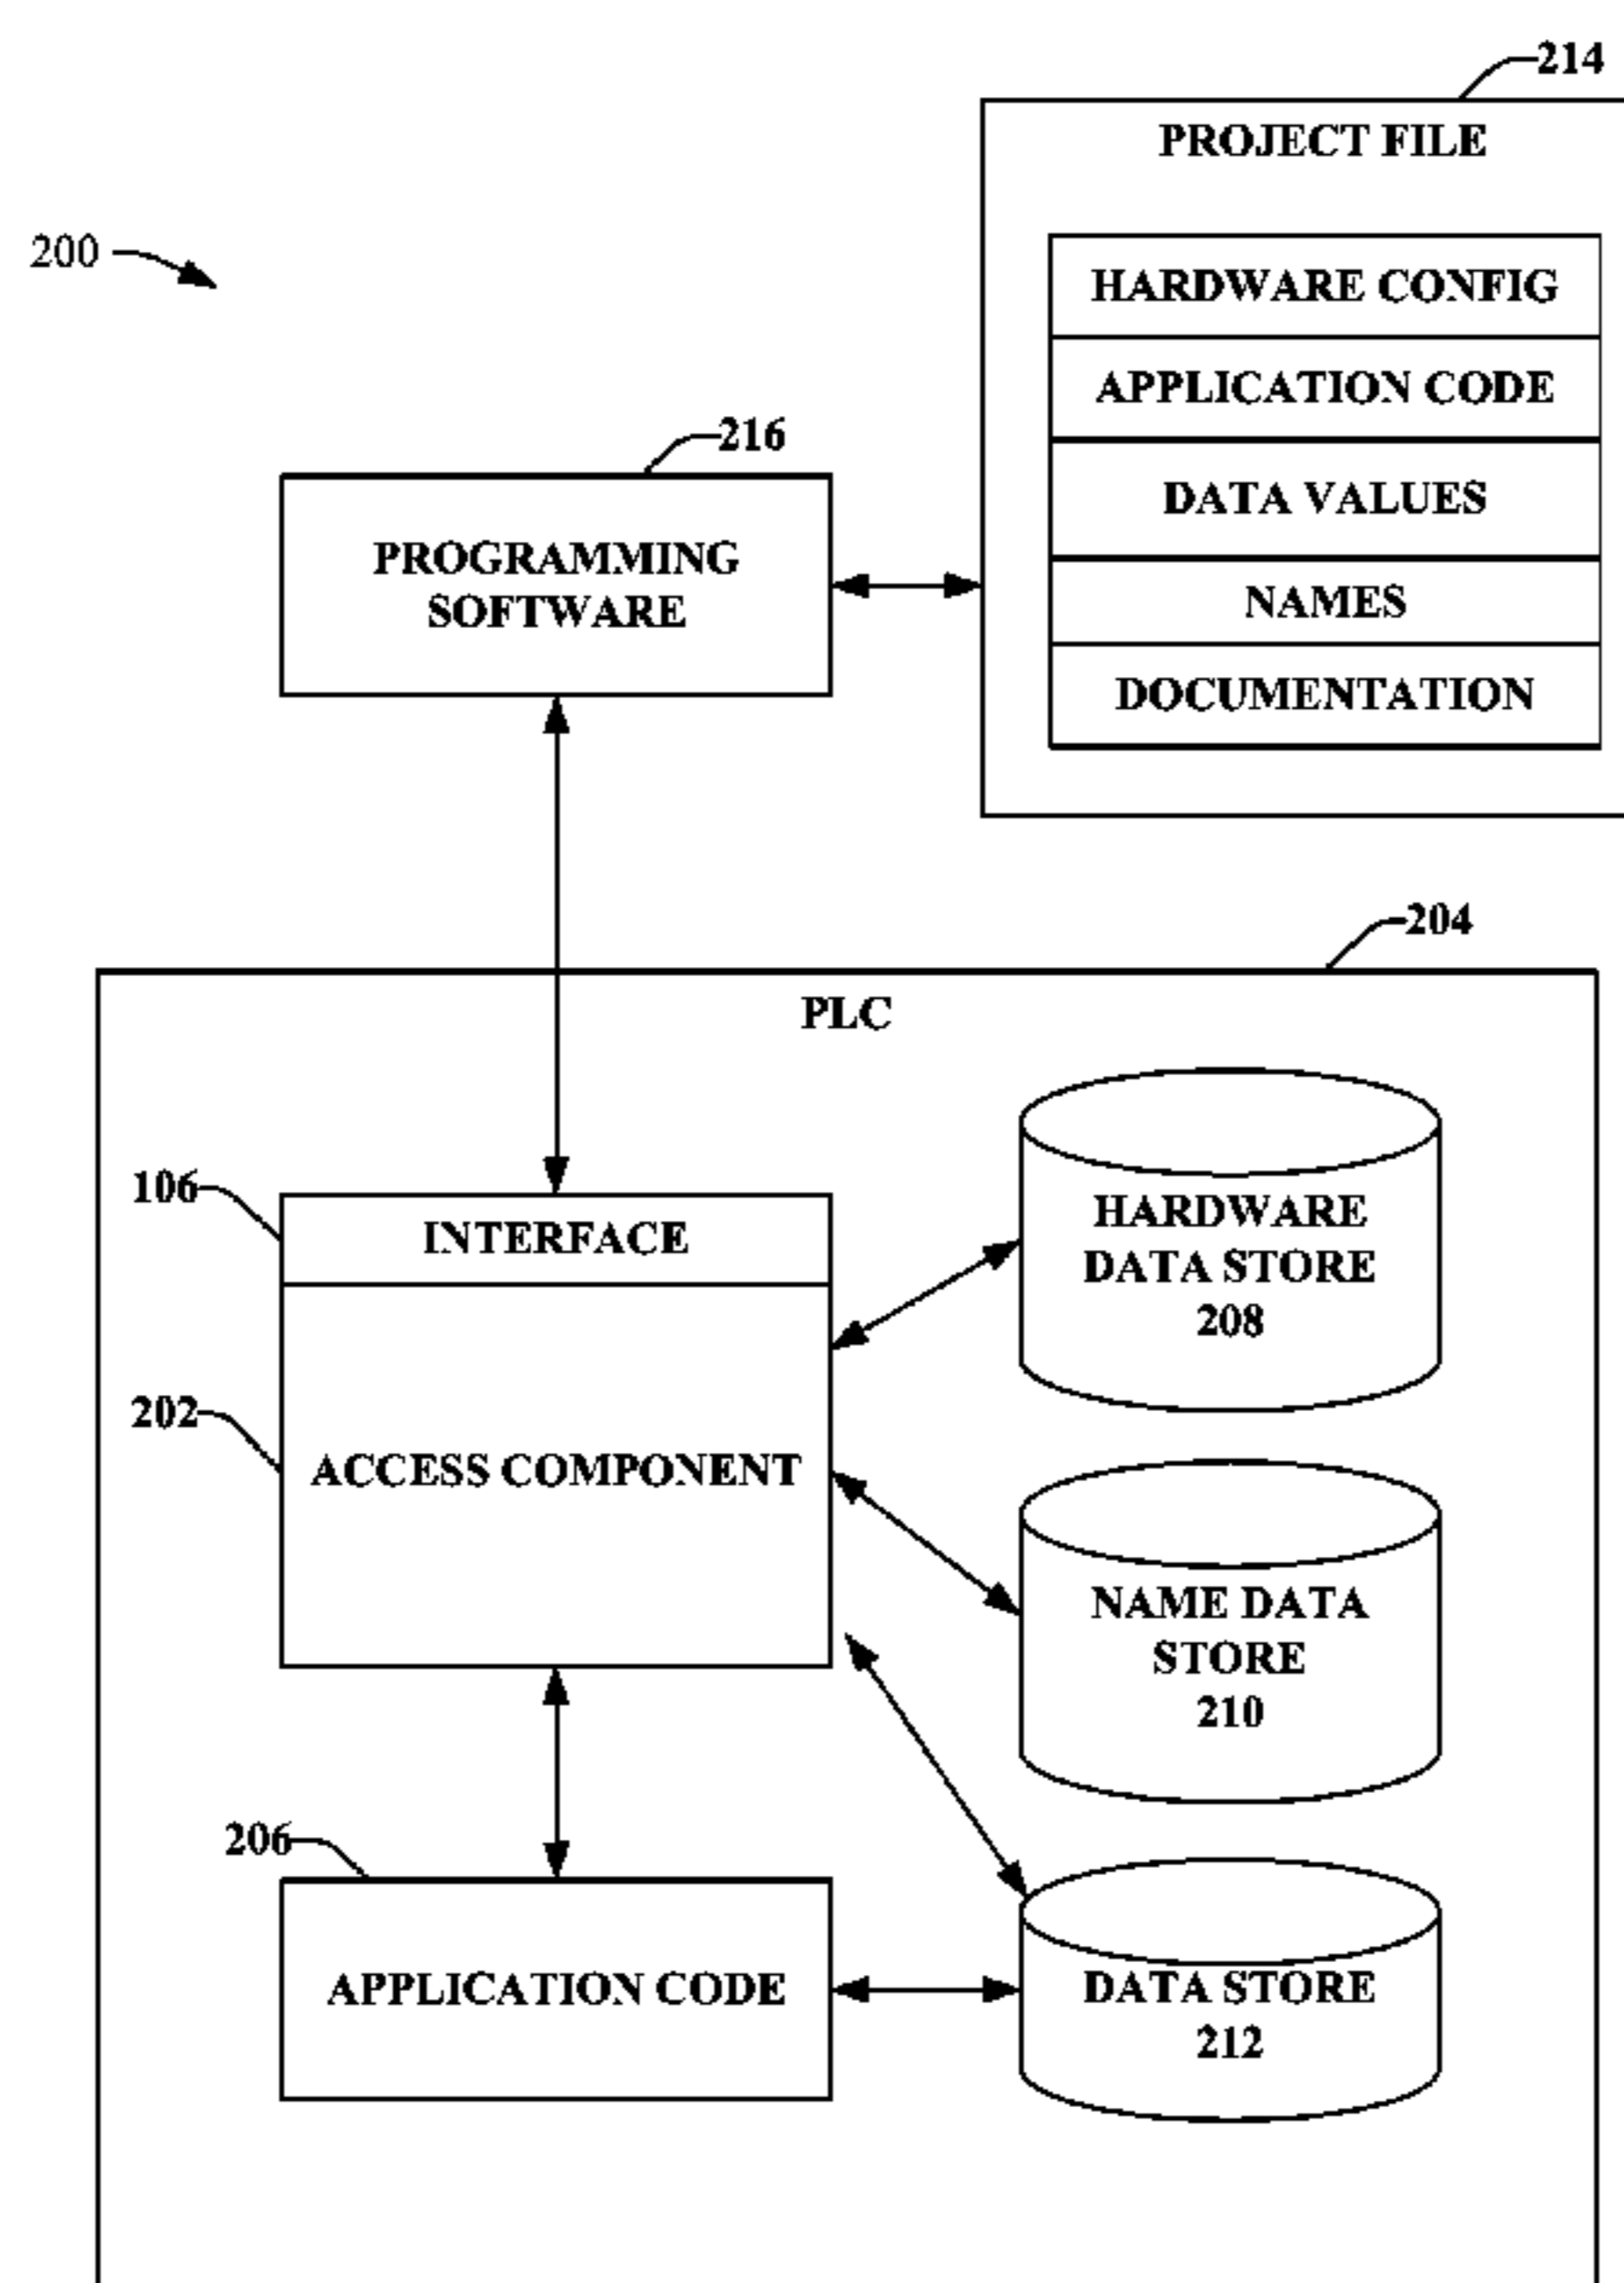 214
PROJECT FILE
200
HARDWARE CONFIG
APPLICATION CODE
DATA VALUES
NAMES
DOCUMENTATION
216
PROGRAMMING
SOFTWARE
204
PLC
106
INTERFACE
202
ACCESS COMPONENT
HARDWARE
DATA STORE
208
NAME DATA
STORE
210
206
APPLICATION CODE
DATA STORE
212